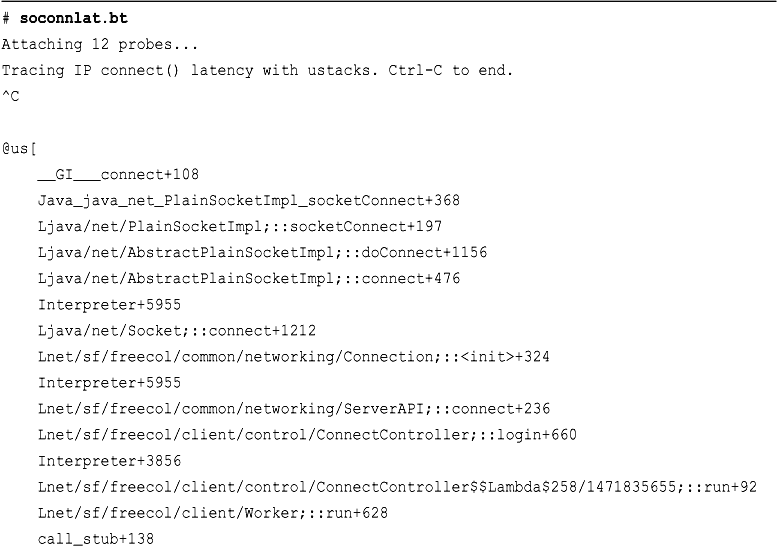 # soconnlat.bt
Attaching 12 probes...
Tracing IP connect() latency with ustacks. Ctrl-C to end.
^C
@us[
__GI___connect+108
Java_java_net_PlainSocketImpl_socketConnect+368
Ljava/net/PlainSocketImpl;::socketConnect+197
Ljava/net/AbstractPlainSocketImpl;::doConnect+1156
Ljava/net/AbstractPlainSocketImpl;::connect+476
Interpreter+5955
Ljava/net/Socket;::connect+1212
Lnet/sf/freecol/common/networking/Connection;::<init>+324
Interpreter+5955
Lnet/sf/freecol/common/networking/ServerAPI;::connect+236
Lnet/sf/freecol/client/control/ConnectController;::login+660
Interpreter+3856
Lnet/sf/freecol/client/control/ConnectController$$Lambda$258/1471835655;::run+92
Lnet/sf/freecol/client/Worker;::run+628
call_stub+138